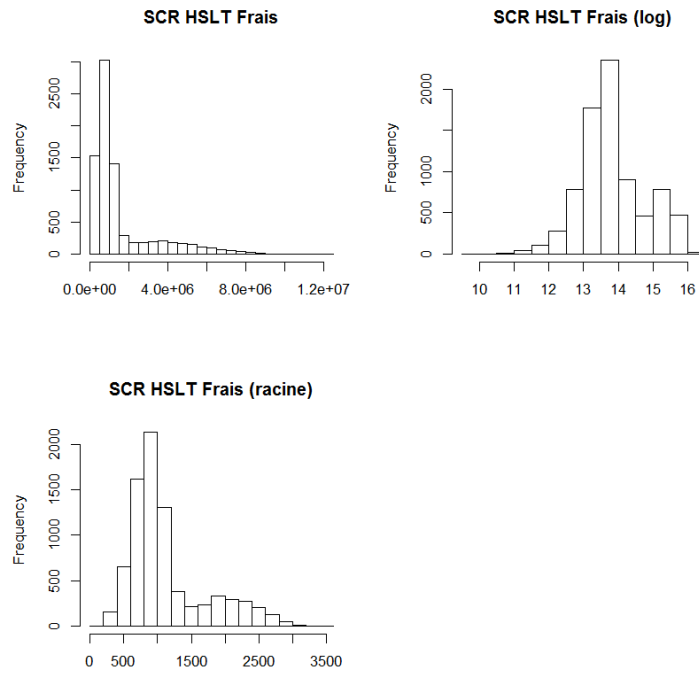 SCR HSLT Frais
Frequency
0 500 1500 2500
0.0e+00 4.0e+06 8.0e+06 1.2e+07
SCR HSLT Frais (log)
Frequency
0 500 1000 2000
10 11 12 13 14 15 16
SCR HSLT Frais (racine)
Frequency
0 500 1000 1500 2000
0 500 1500 2500 3500